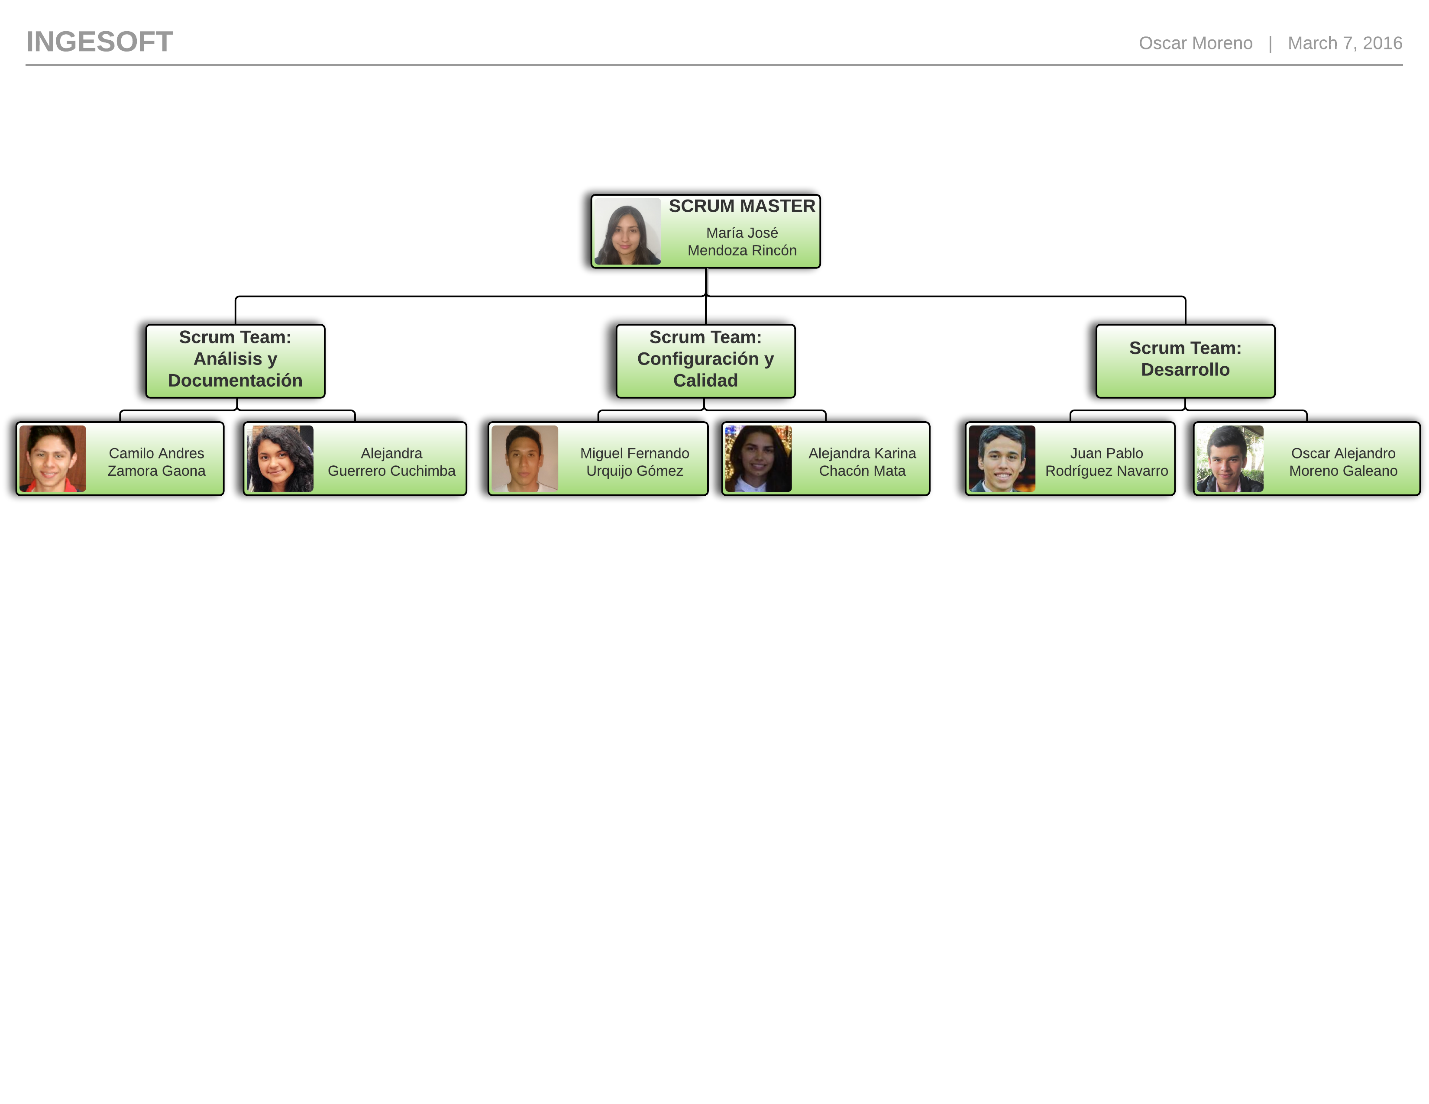 INGESOFT
Oscar Moreno | March 7, 2016
SCRUM MASTER
María José
Mendoza Rincón
Scrum Team:
Análisis y
Documentación
Scrum Team:
Configuración y
Calidad
Scrum Team:
Desarrollo
Camilo Andres
Zamora Gaona
Alejandra
Guerrero Cuchimba
Miguel Fernando
Urquijo Gómez
Alejandra Karina
Chacón Mata
Juan Pablo
Rodríguez Navarro
Oscar Alejandro
Moreno Galeano